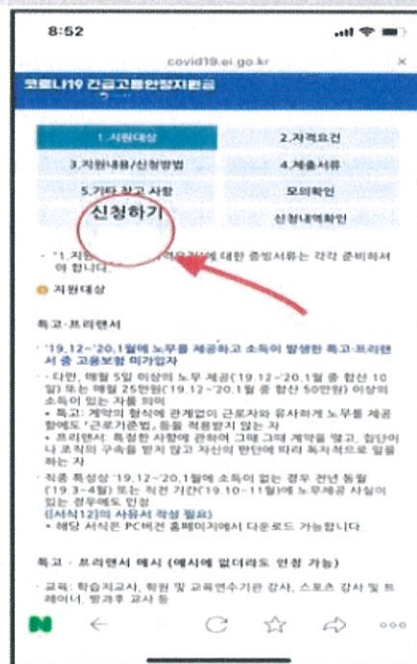 8:52
covid19.ei.go.kr
코로나19 긴급고용안정지원금
1.지원대상
2.자격요건
3.지원내용/신청방법
4.제출서류
5.기타 참고 사항
모의확인
신청하기
신청내역확인
- "1.지원 대한 증빙서류는 각각 준비하셔
야 합니다.
지원대상
특고·프리랜서
· '19.12~'20.1월에 노무를 제공하고 소득이 발생한 특고·프리랜
서 중 고용보험 미가입자
- 다만, 매월 5일 이상의 노무 제공('19.12~'20.1월 중 합산 10
일) 또는 매월 25만원('19.12~'20.1월 중 합산 50만원) 이상의
소득이 있는 자를 의미
* 특고: 계약의 형식에 관계없이 근로자와 유사하게 노무를 제공
함에도 「근로기준법」 등을 적용받지 않는 자
* 프리랜서: 특정한 사항에 관하여 그때 그때 계약을 맺고, 집단이
나 조직의 구속을 받지 않고 자신의 판단에 따라 독자적으로 일을
하는 자
- 직종 특성상 '19.12~'20.1월에 소득이 없는 경우 전년 동월
('19.3~4월) 또는 직전 기간('19.10~11월)에 노무제공 사실이
있는 경우에도 인정
([서식12]의 사유서 작성 필요)
* 해당 서식은 PC버전 홈페이지에서 다운로드 가능합니다.
특고 · 프리랜서 예시 (예시에 없더라도 인정 가능)
· 교육: 학습지교사, 학원 및 교육연수기관 강사, 스포츠 강사 및 트
레이너, 방과후 교사 등
N